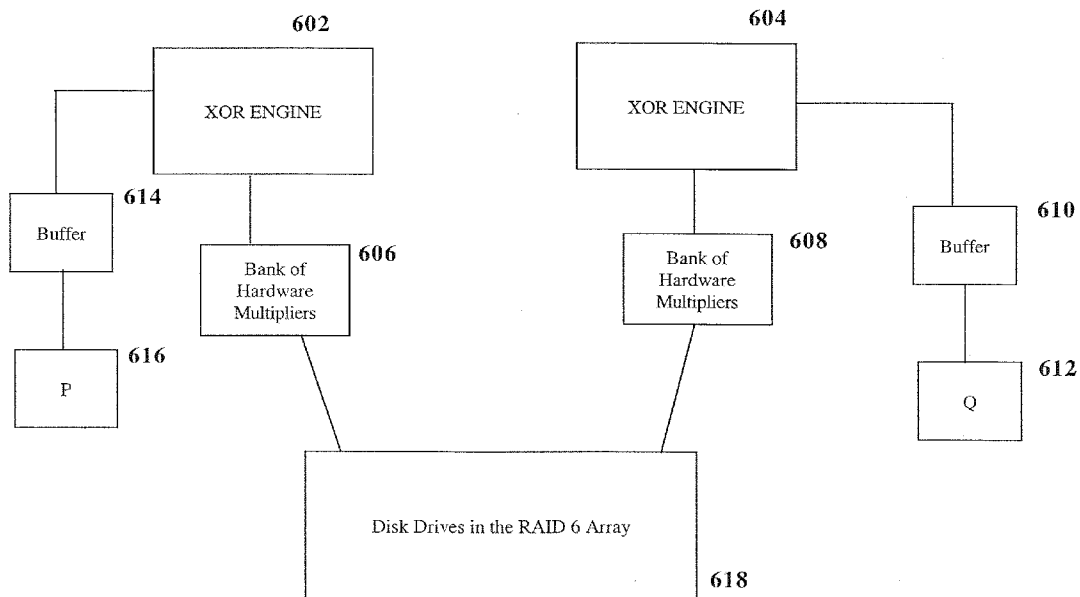 602
604
XOR ENGINE
XOR ENGINE
614
Buffer
606
Bank of
Hardware
Multipliers
608
Bank of
Hardware
Multipliers
610
Buffer
616
P
612
Q
Disk Drives in the RAID 6 Array
618